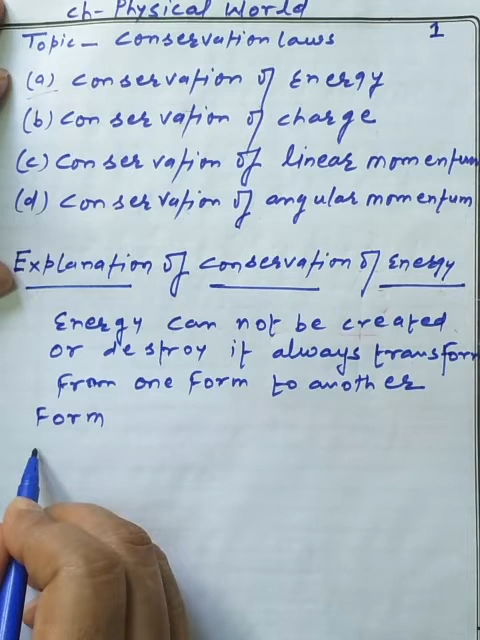 ch- Physical World
1
Topic - Conservation laws
(a) Conservation of Energy
(b) Conservation of charge
(c) Conservation of linear momentum
(d) Conservation of angular momentum
Explanation of conservation of Energy
Energy can not be created
or destroy it always transform
from one form to another
Form